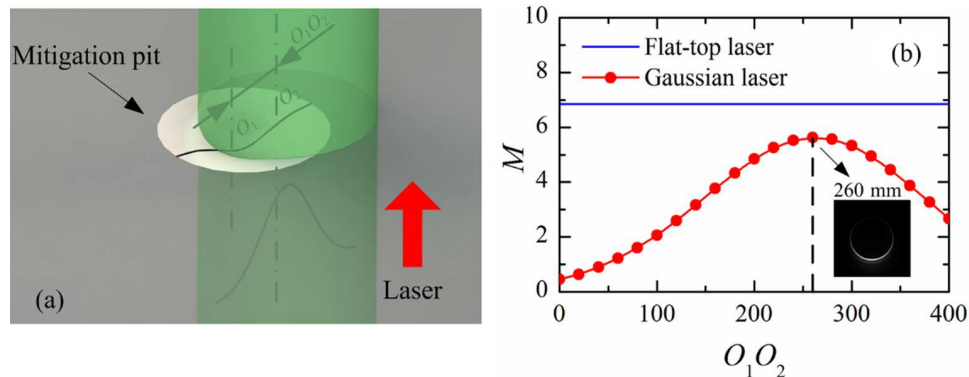 Mitigation pit
O₁O₂
O₂
O₁
Laser
(a)
(b)
Flat-top laser
Gaussian laser
260 mm
M
10
8
6
4
2
0
0 100 200 300 400
O₁O₂